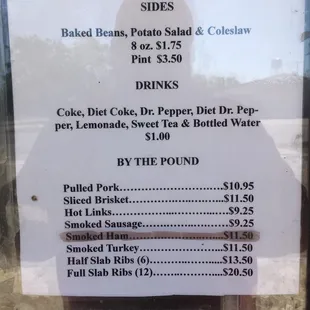 SIDES
Baked Beans, Potato Salad & Coleslaw
8 oz. $1.75
Pint $3.50
DRINKS
Coke, Diet Coke, Dr. Pepper, Diet Dr. Pep-
per, Lemonade, Sweet Tea & Bottled Water
$1.00
BY THE POUND
Pulled Pork……………………..$10.95
Sliced Brisket……………………$11.50
Hot Links………………………..$9.25
Smoked Sausage…………………$9.25
Smoked Ham……………………$11.50
Smoked Turkey…………………$11.50
Half Slab Ribs (6)………………$13.50
Full Slab Ribs (12)………………$20.50